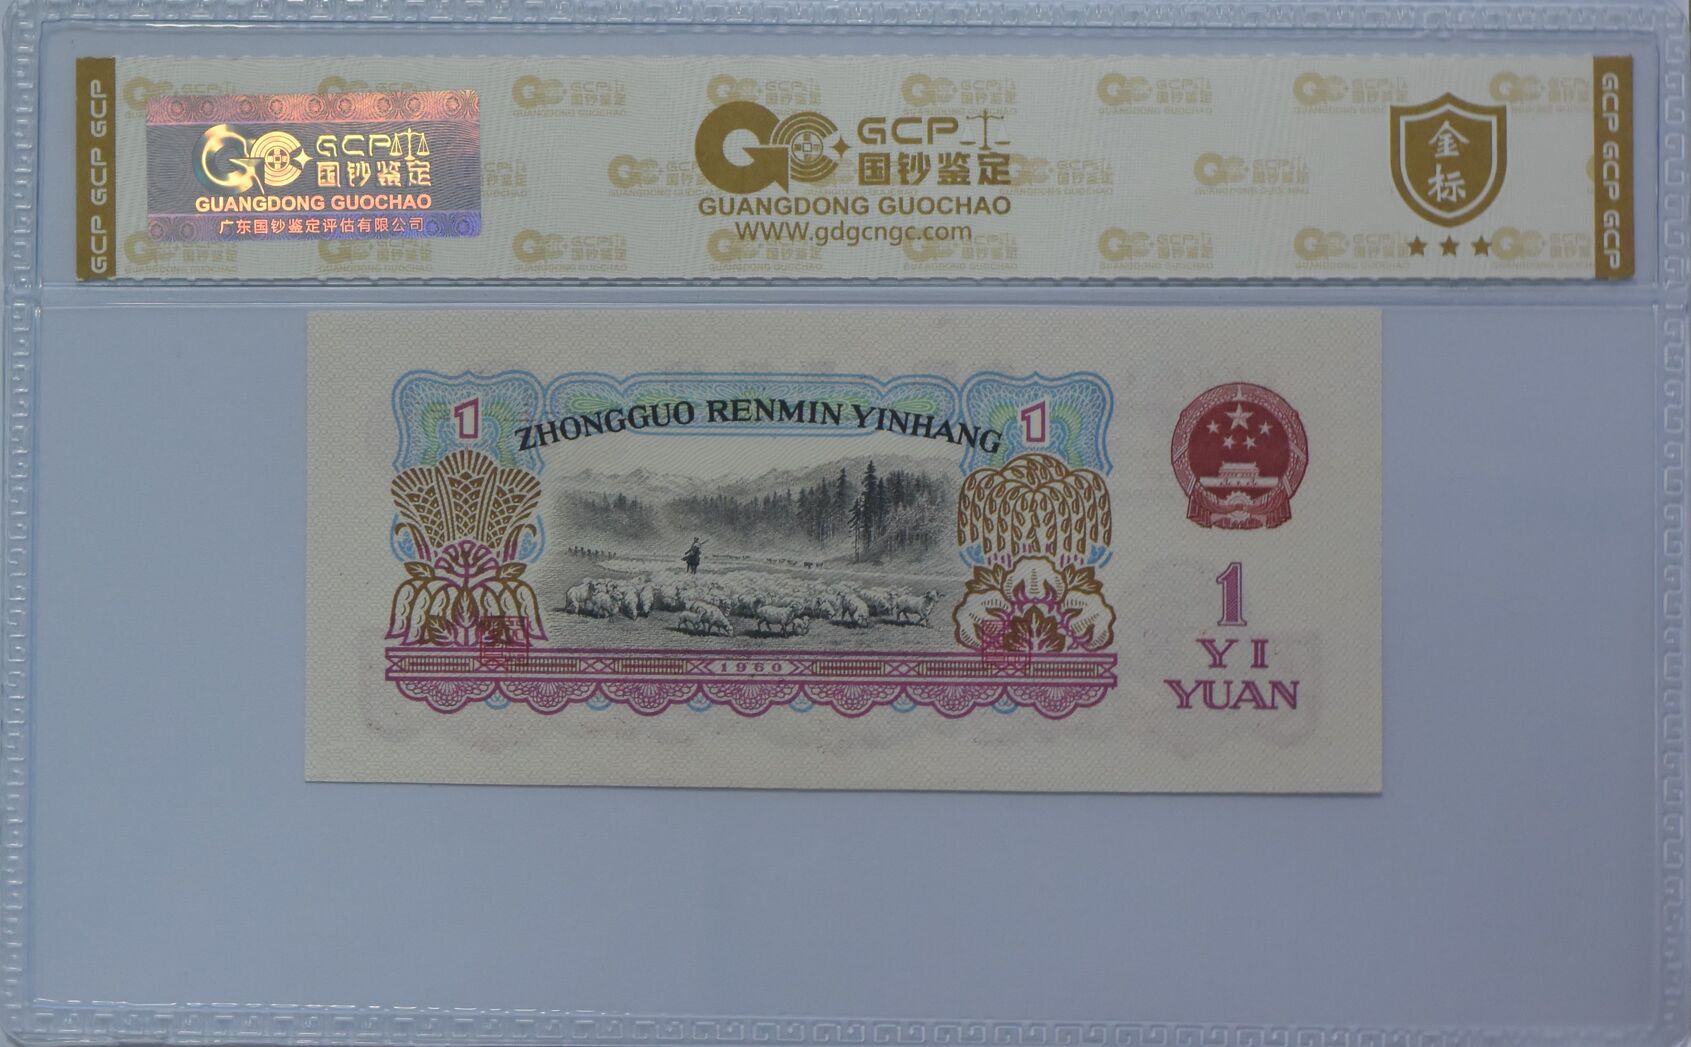 GCP GCP GCP
GCP
国钞鉴定
GUANGDONG GUOCHAO
广东国钞鉴定评估有限公司
GCP
国钞鉴定
GUANGDONG GUOCHAO
WWW.gdgcngc.com
金标
GCP GCP GCP
ZHONGGUO RENMIN YINHANG
1
1
1960
1
YI
YUAN